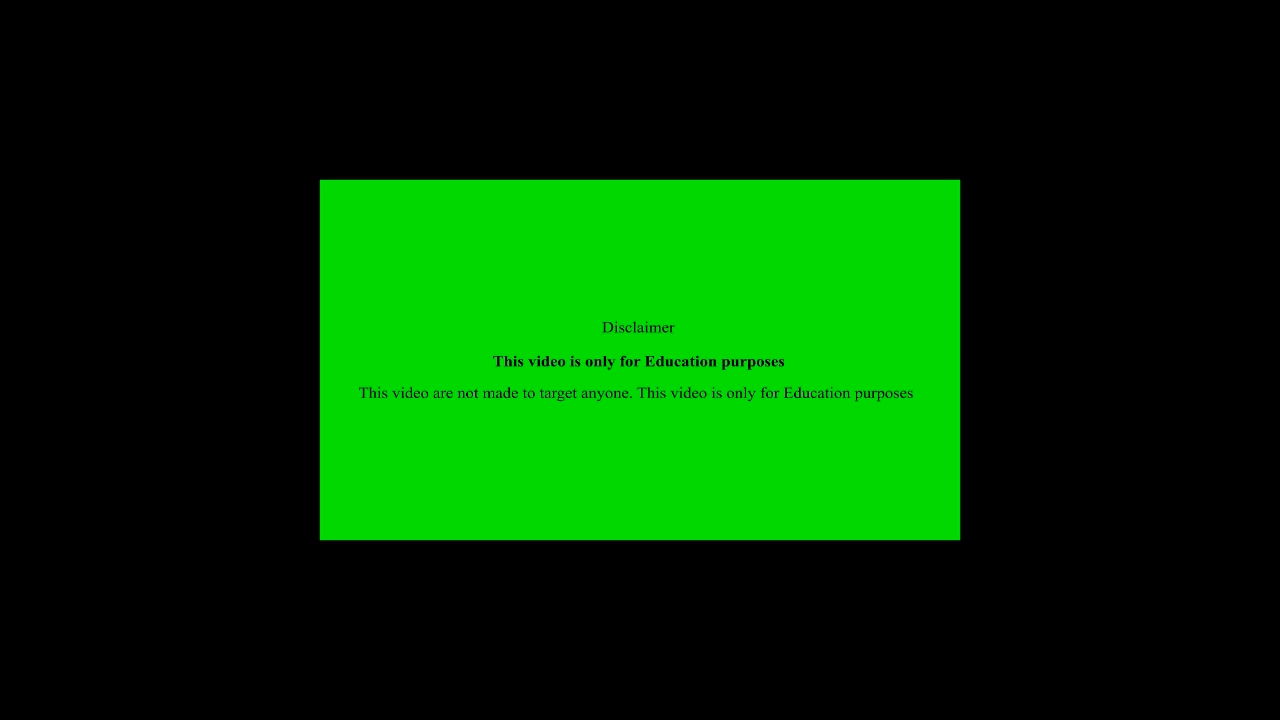 Disclaimer
This video is only for Education purposes
This video are not made to target anyone. This video is only for Education purposes